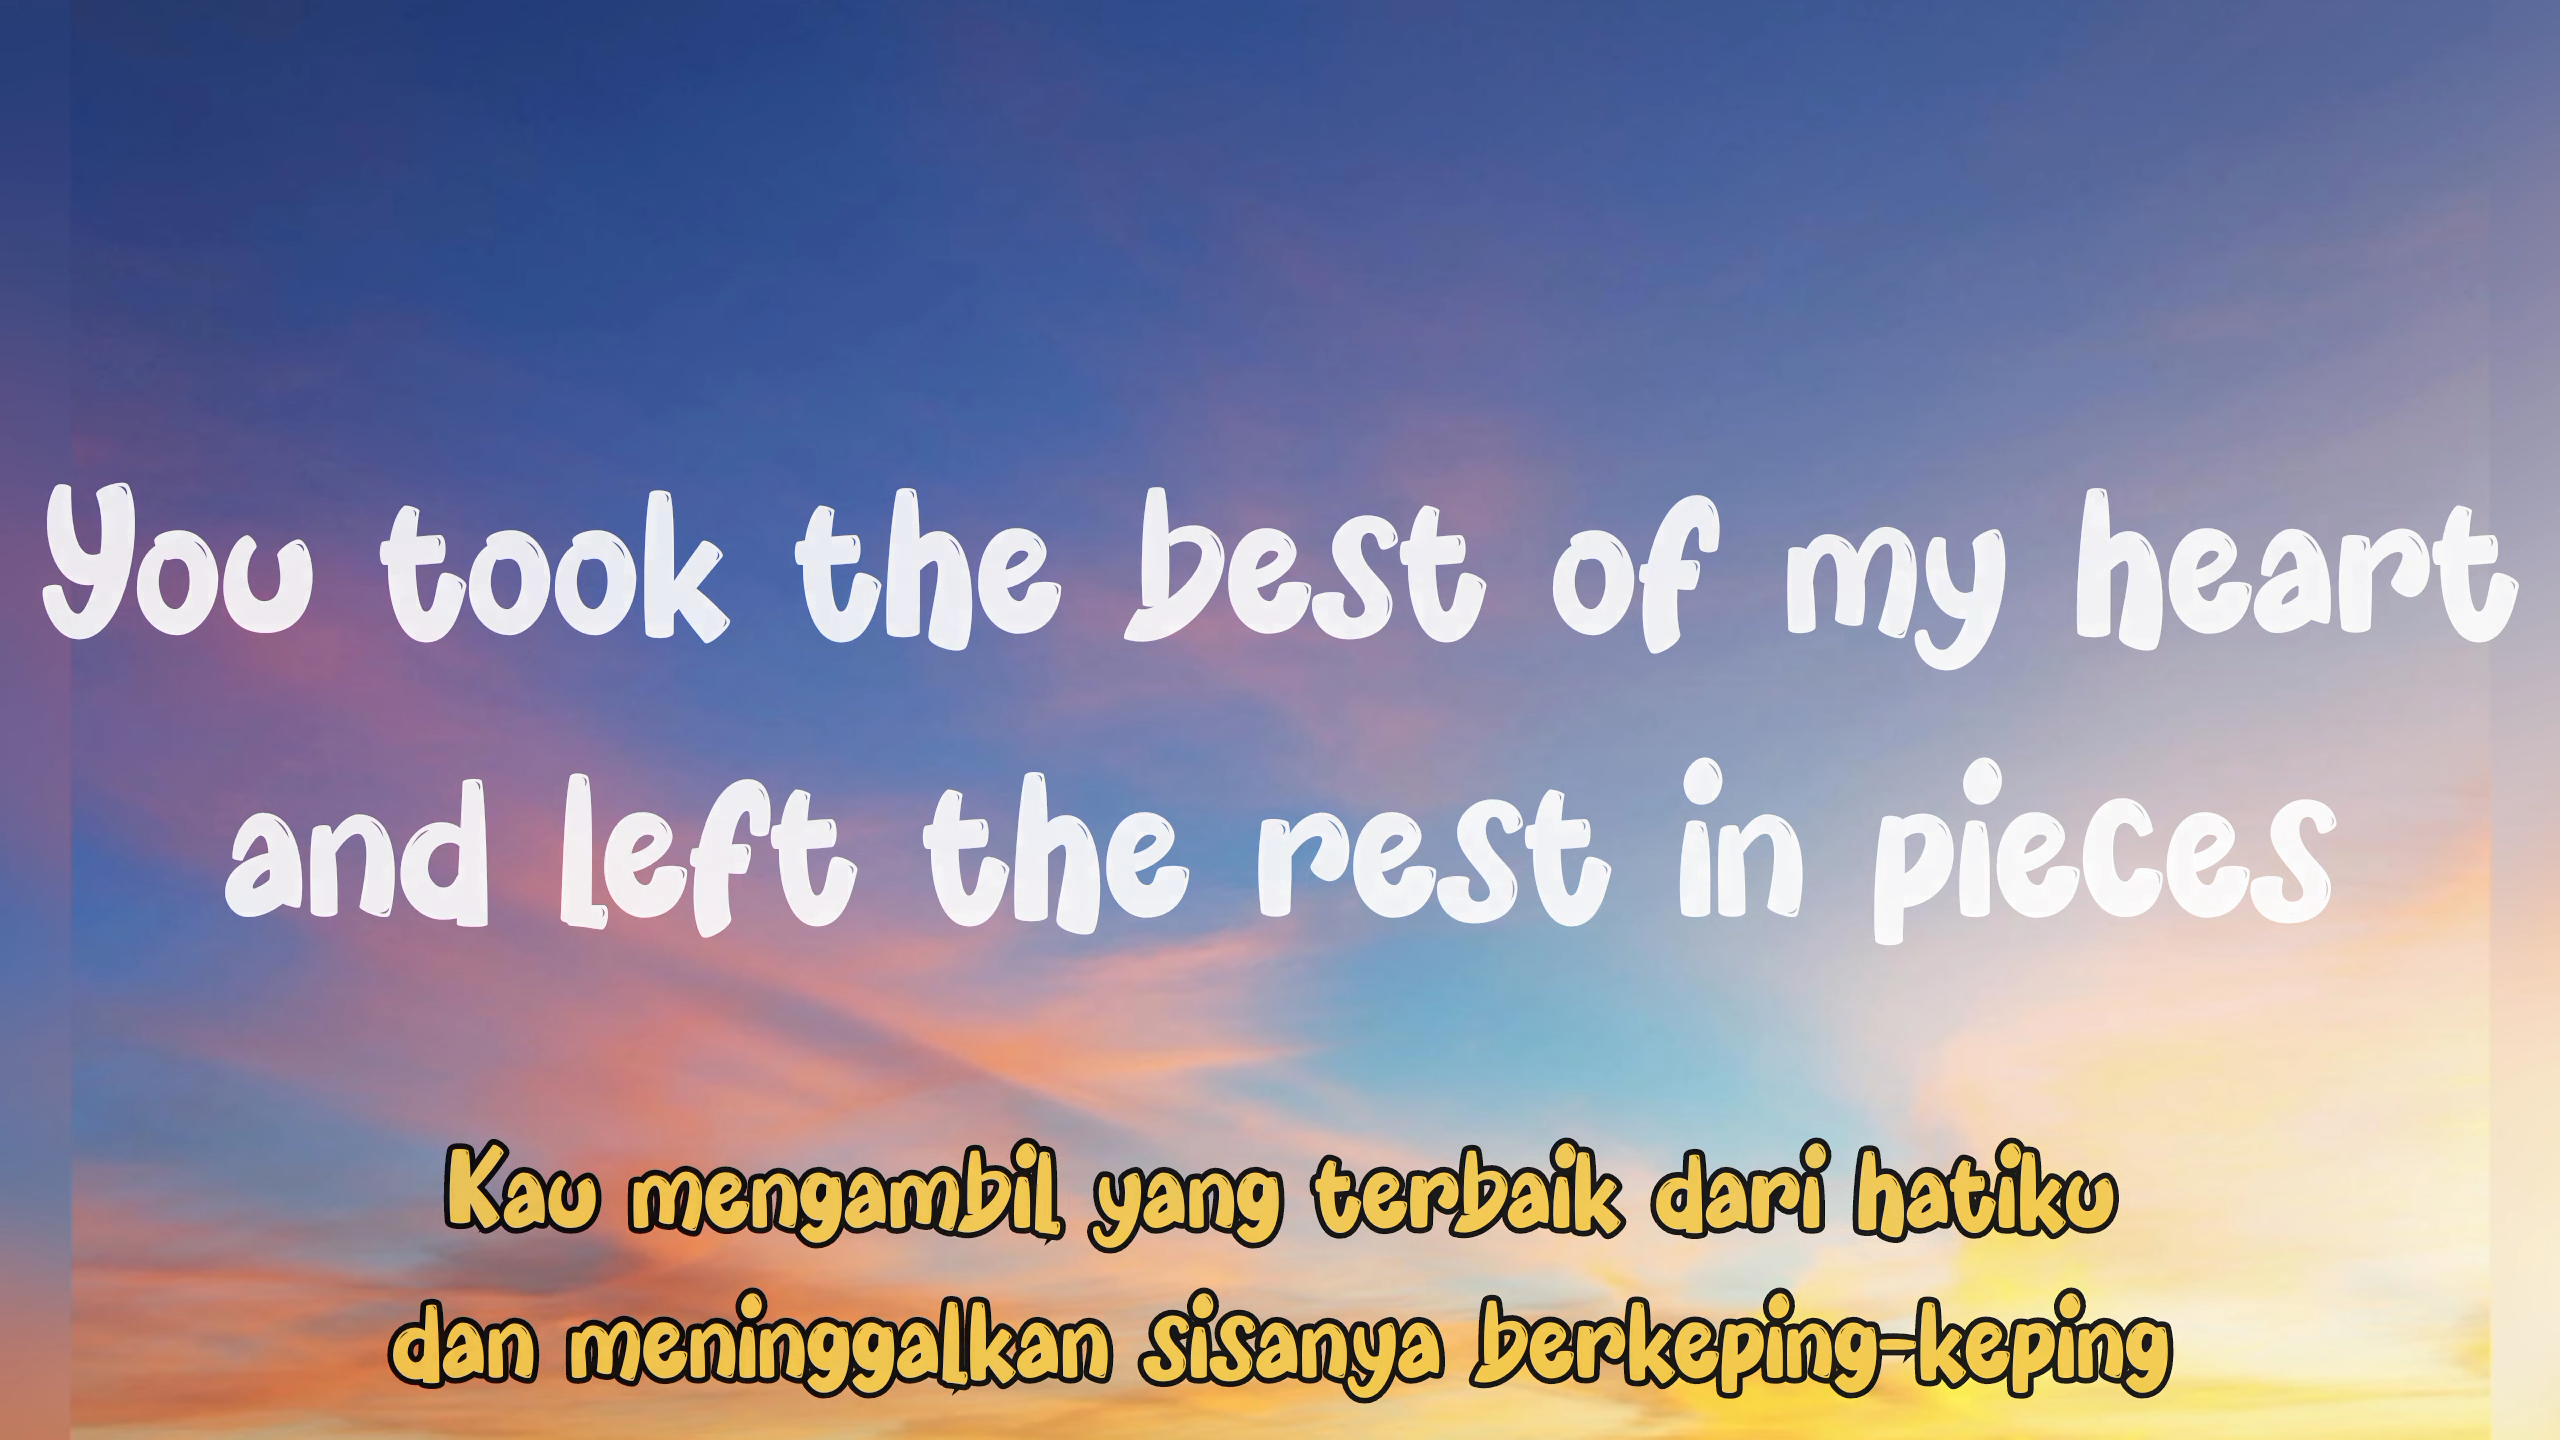 You took the best of my heart
and left the rest in pieces
Kau mengambil yang terbaik dari hatiku
dan meninggalkan sisanya berkeping-keping